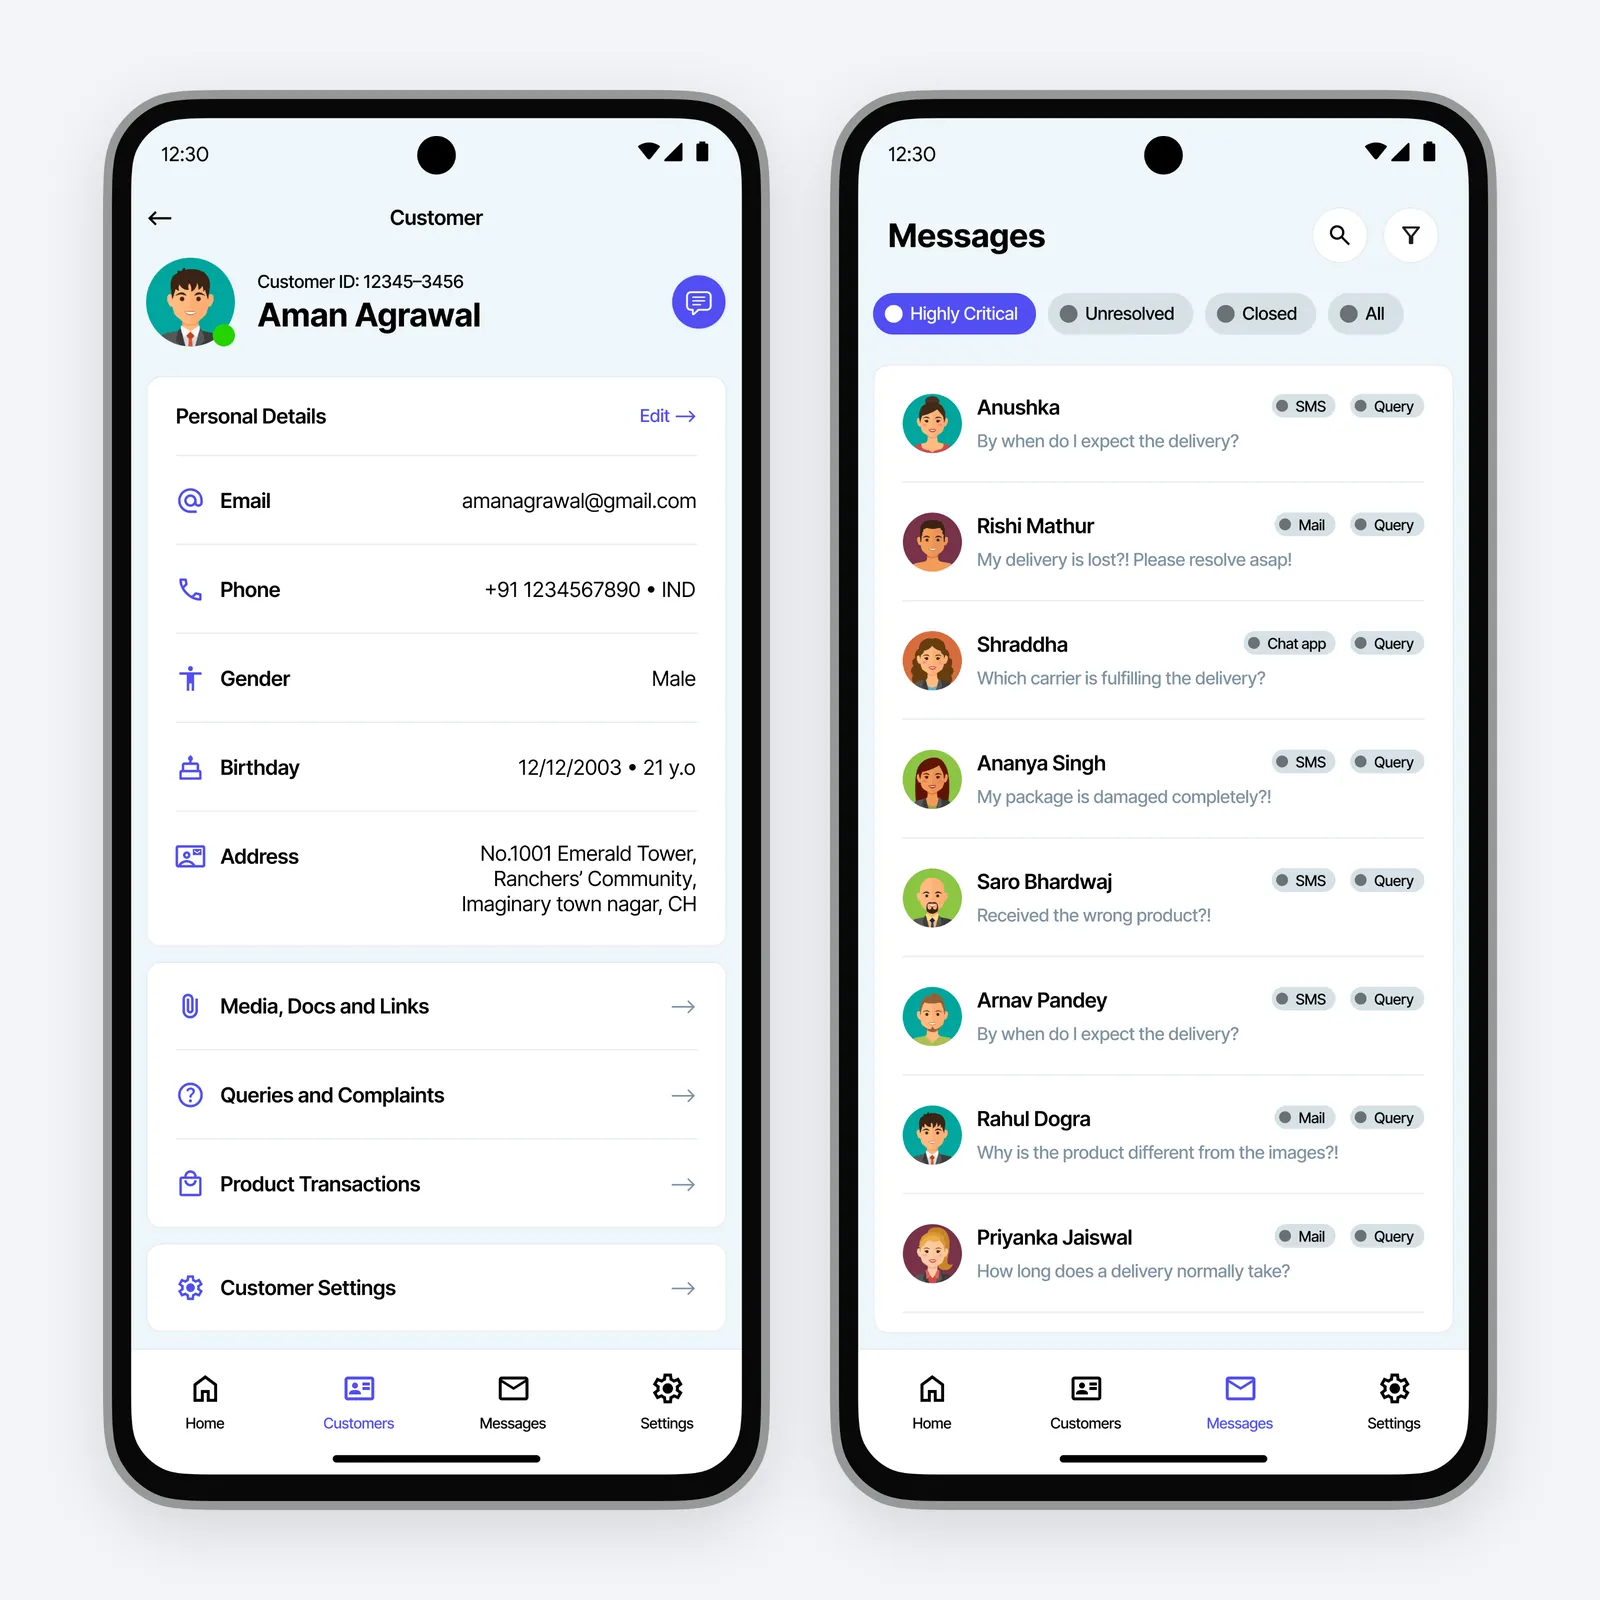 12:30
Customer
Customer ID: 12345–3456
Aman Agrawal
Personal Details
Edit →
Email
amanagrawal@gmail.com
Phone
+91 1234567890 • IND
Gender
Male
Birthday
12/12/2003 • 21 y.o
Address
No.1001 Emerald Tower,
Ranchers’ Community,
Imaginary town nagar, CH
Media, Docs and Links
Queries and Complaints
Product Transactions
Customer Settings
Home
Customers
Messages
Settings
12:30
Messages
Highly Critical
Unresolved
Closed
All
Anushka
SMS
Query
By when do I expect the delivery?
Rishi Mathur
Mail
Query
My delivery is lost?! Please resolve asap!
Shraddha
Chat app
Query
Which carrier is fulfilling the delivery?
Ananya Singh
SMS
Query
My package is damaged completely?!
Saro Bhardwaj
SMS
Query
Received the wrong product?!
Arnav Pandey
SMS
Query
By when do I expect the delivery?
Rahul Dogra
Mail
Query
Why is the product different from the images?!
Priyanka Jaiswal
Mail
Query
How long does a delivery normally take?
Home
Customers
Messages
Settings